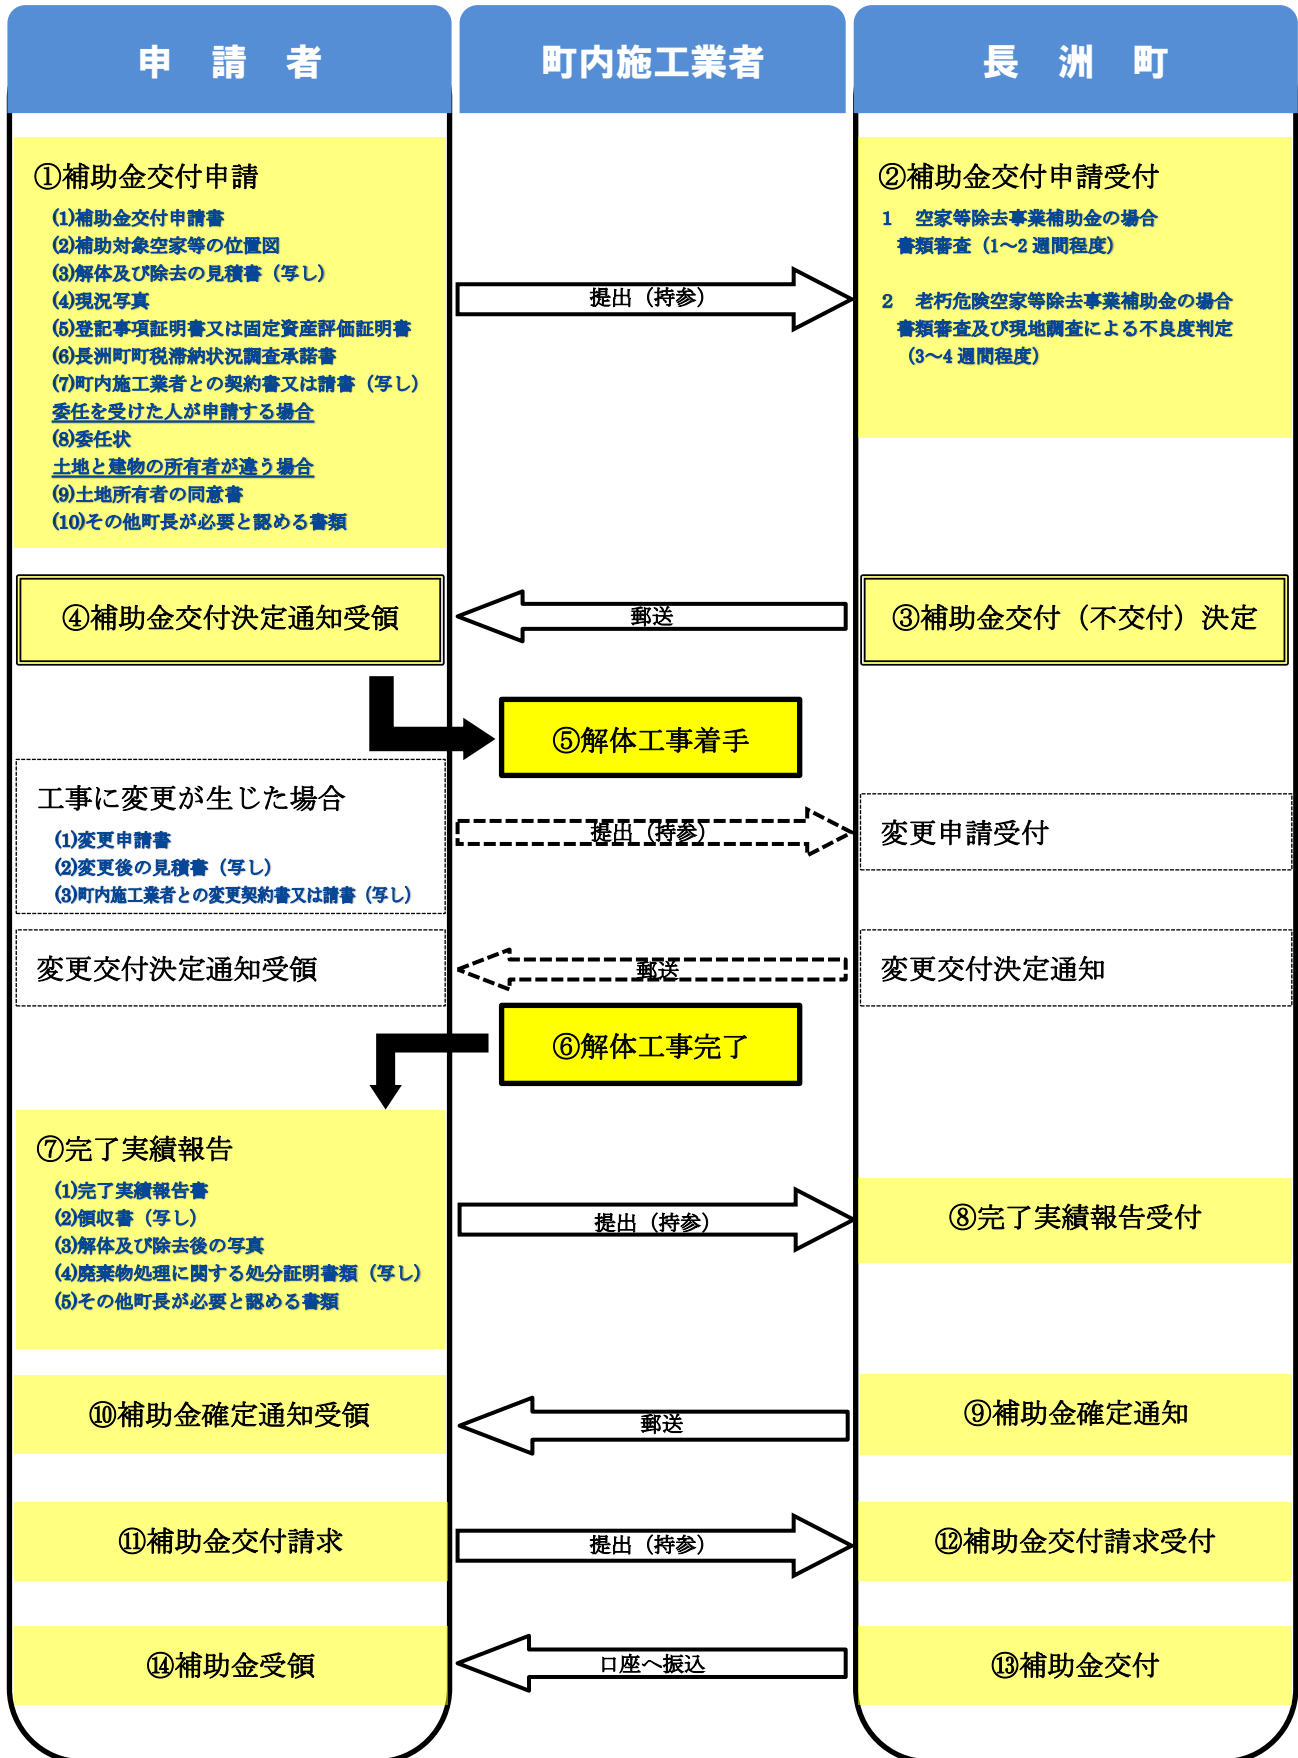 申　請　者
町内施工業者
長　洲　町
①補助金交付申請
(1)補助金交付申請書
(2)補助対象空家等の位置図
(3)解体及び除去の見積書（写し）
(4)現況写真
(5)登記事項証明書又は固定資産評価証明書
(6)長洲町町税滞納状況調査承諾書
(7)町内施工業者との契約書又は請書（写し）
委任を受けた人が申請する場合
(8)委任状
土地と建物の所有者が違う場合
(9)土地所有者の同意書
(10)その他町長が必要と認める書類
提出（持参）
②補助金交付申請受付
1　空家等除去事業補助金の場合
書類審査（1～2 週間程度）
2　老朽危険空家等除去事業補助金の場合
書類審査及び現地調査による不良度判定
（3～4 週間程度）
④補助金交付決定通知受領
郵送
③補助金交付（不交付）決定
⑤解体工事着手
工事に変更が生じた場合
(1)変更申請書
(2)変更後の見積書（写し）
(3)町内施工業者との変更契約書又は請書（写し）
提出（持参）
変更申請受付
変更交付決定通知受領
郵送
変更交付決定通知
⑥解体工事完了
⑦完了実績報告
(1)完了実績報告書
(2)領収書（写し）
(3)解体及び除去後の写真
(4)廃棄物処理に関する処分証明書類（写し）
(5)その他町長が必要と認める書類
提出（持参）
⑧完了実績報告受付
⑩補助金確定通知受領
郵送
⑨補助金確定通知
⑪補助金交付請求
提出（持参）
⑫補助金交付請求受付
⑭補助金受領
口座へ振込
⑬補助金交付